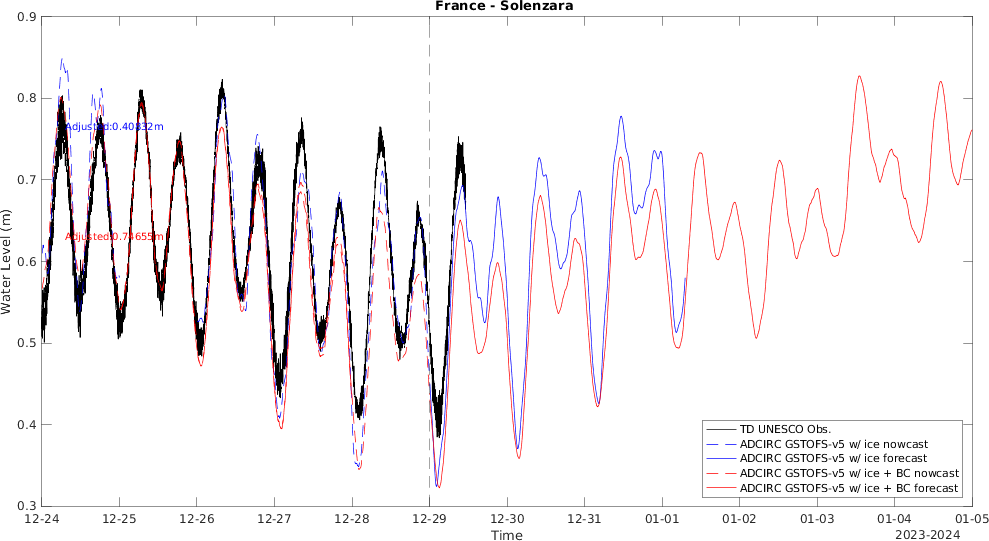 France - Solenzara
0.9
0.8
0.7
0.6
0.5
0.4
0.3
Water Level (m)
Adjusted:0.40832m
Adjusted:0.74655m
TD UNESCO Obs.
ADCIRC GSTOFS-v5 w/ ice nowcast
ADCIRC GSTOFS-v5 w/ ice forecast
ADCIRC GSTOFS-v5 w/ ice + BC nowcast
ADCIRC GSTOFS-v5 w/ ice + BC forecast
12-24 12-25 12-26 12-27 12-28 12-29 12-30 12-31 01-01 01-02 01-03 01-04 01-05
Time
2023-2024